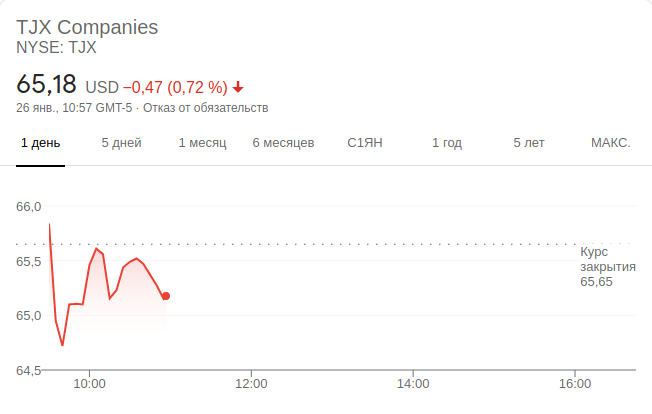 TJX Companies
NYSE: TJX
65,18 USD −0,47 (0,72 %)
26 янв., 10:57 GMT-5 · Отказ от обязательств
1 день 5 дней 1 месяц 6 месяцев С1ЯН 1 год 5 лет МАКС.
66,0
65,5
65,0
64,5
Курс
закрытия
65,65
10:00 12:00 14:00 16:00